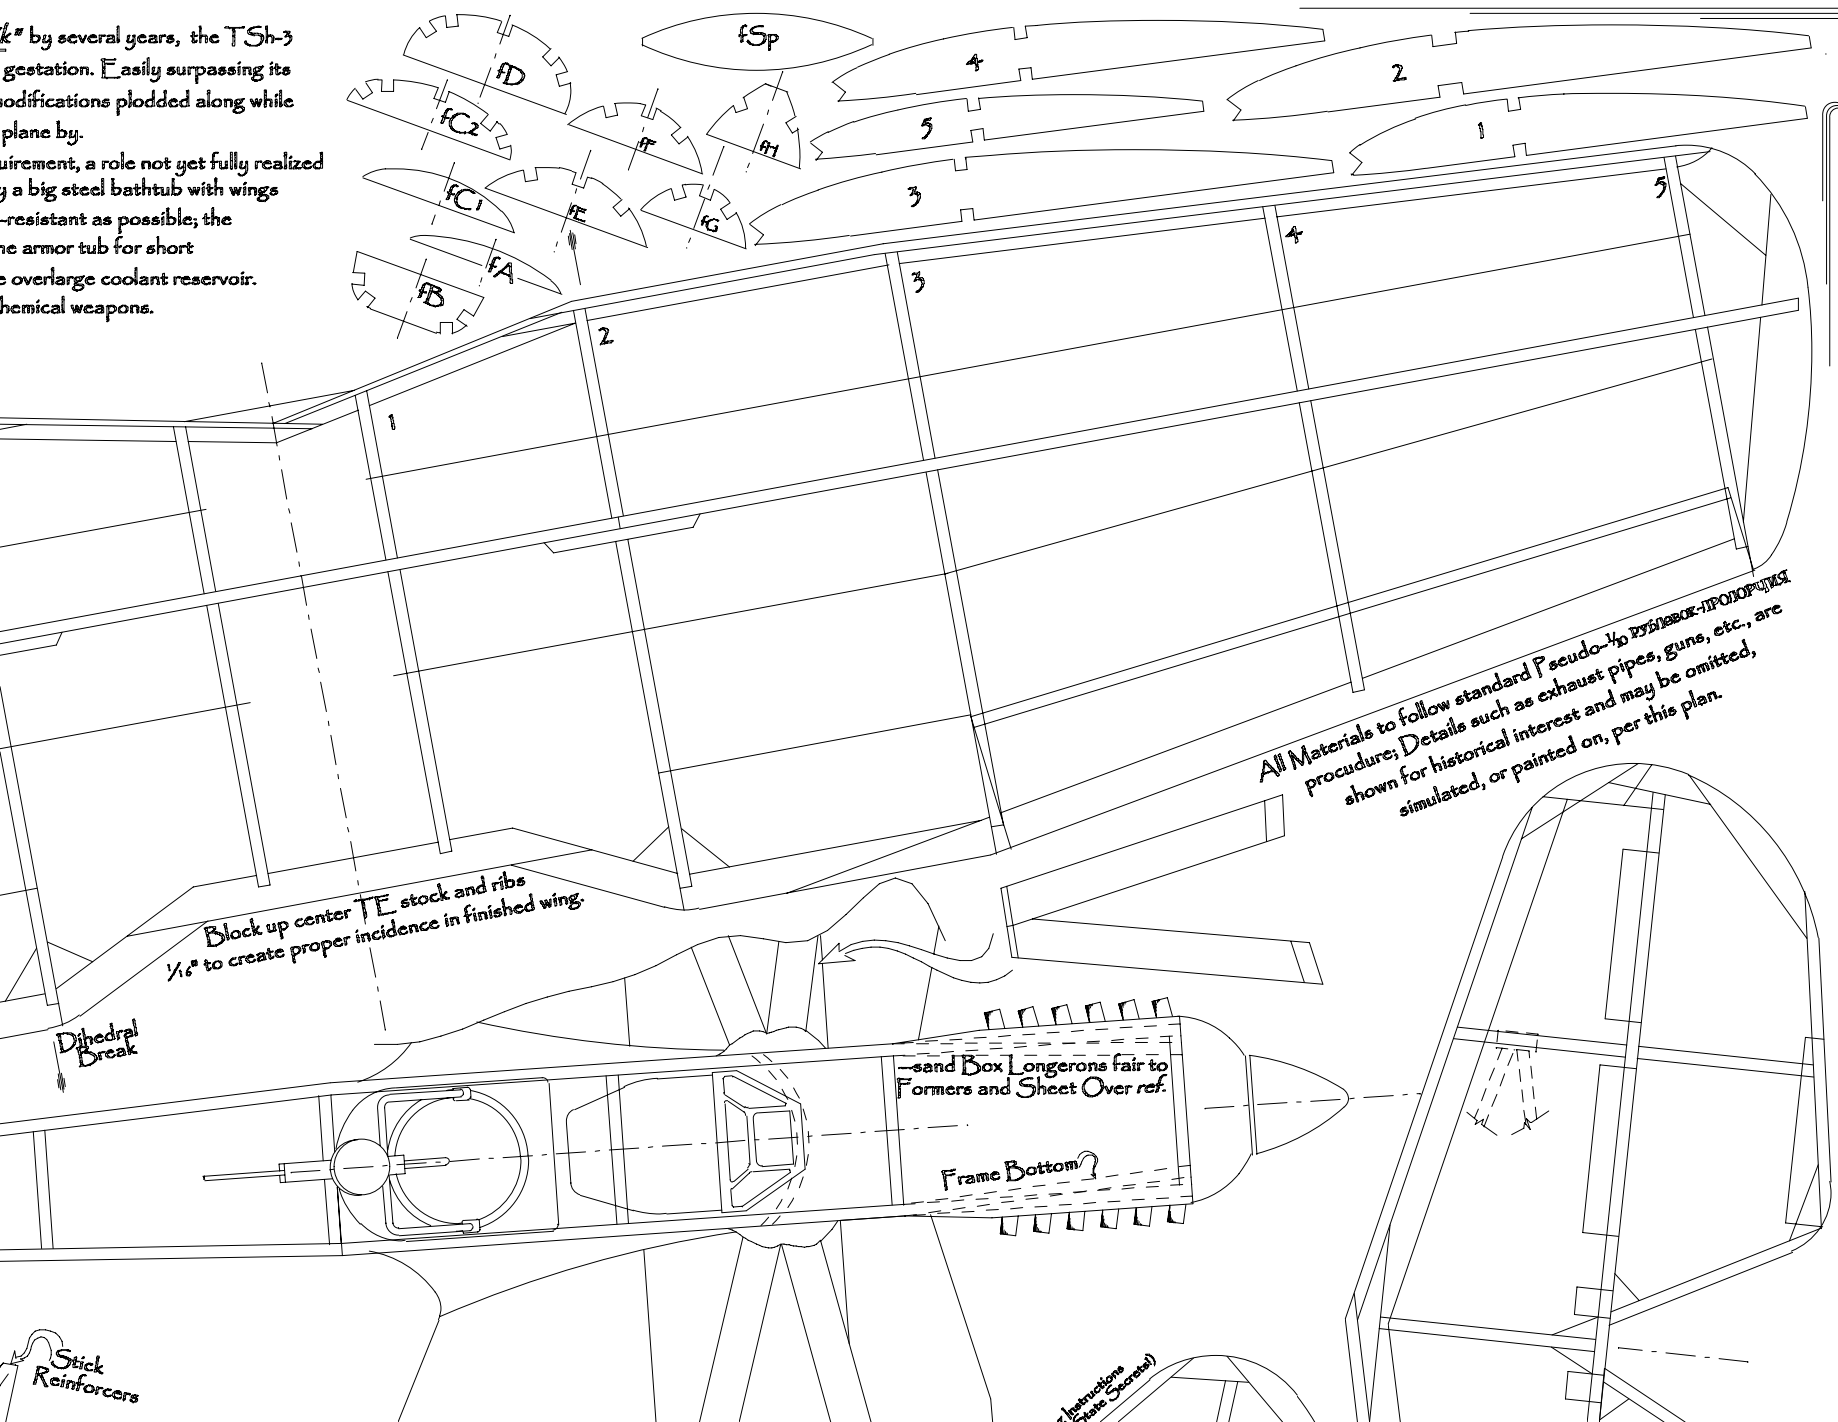 by several years, the TSh-3
gestation. Easily surpassing its
plodded along while
plane by.
a role not yet fully realized
a big steel bathtub with wings
-resistant as possible; the
armor tub for short
overlarge coolant reservoir.
weapons.
fSp
fD
fC2
fF
fH
fC1
fE
fG
fA
fB
4
2
5
1
3
1
2
3
4
5
All Materials to follow standard Pseudo-1/10 РУБЛЕВОК-ПРОПОРЦИЯ
procudure; Details such as exhaust pipes, guns, etc., are
shown for historical interest and may be omitted,
simulated, or painted on, per this plan.
Block up center TE stock and ribs
1/16" to create proper incidence in finished wing.
Dihedral
Break
-sand Box Longerons fair to
Formers and Sheet Over ref.
Frame Bottom
Stick
Reinforcers
Instructions
State Secrets!)